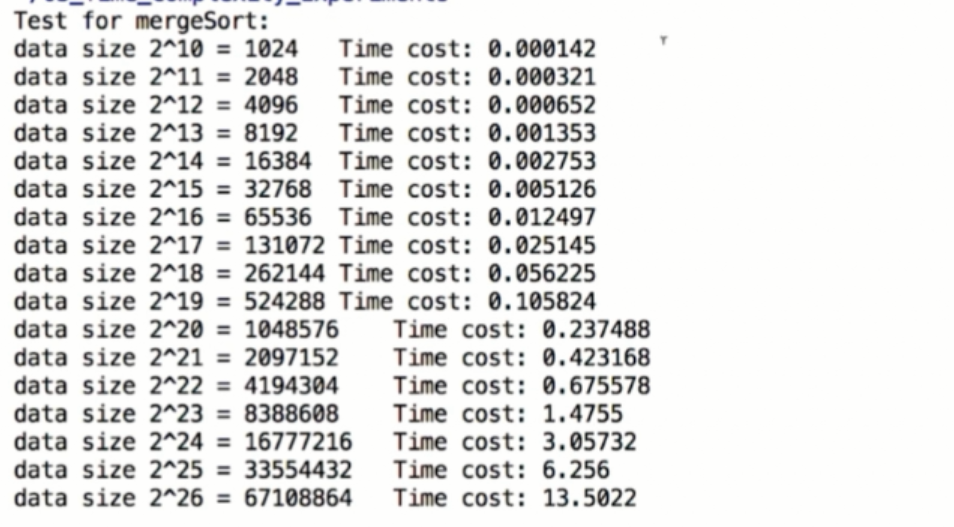 Test for mergeSort:
data size 2^10 = 1024 Time cost: 0.000142
data size 2^11 = 2048 Time cost: 0.000321
data size 2^12 = 4096 Time cost: 0.000652
data size 2^13 = 8192 Time cost: 0.001353
data size 2^14 = 16384 Time cost: 0.002753
data size 2^15 = 32768 Time cost: 0.005126
data size 2^16 = 65536 Time cost: 0.012497
data size 2^17 = 131072 Time cost: 0.025145
data size 2^18 = 262144 Time cost: 0.056225
data size 2^19 = 524288 Time cost: 0.105824
data size 2^20 = 1048576 Time cost: 0.237488
data size 2^21 = 2097152 Time cost: 0.423168
data size 2^22 = 4194304 Time cost: 0.675578
data size 2^23 = 8388608 Time cost: 1.4755
data size 2^24 = 16777216 Time cost: 3.05732
data size 2^25 = 33554432 Time cost: 6.256
data size 2^26 = 67108864 Time cost: 13.5022